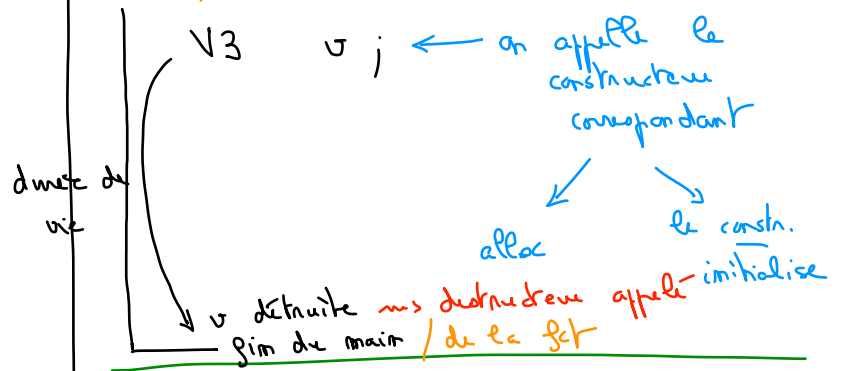 V3 v ; ← on appelle le
constructeur
correspondant
durée de
vie
alloc
le constr.
initialise
v détruite ⇝ destructeur appelé
fin du main / de la fct